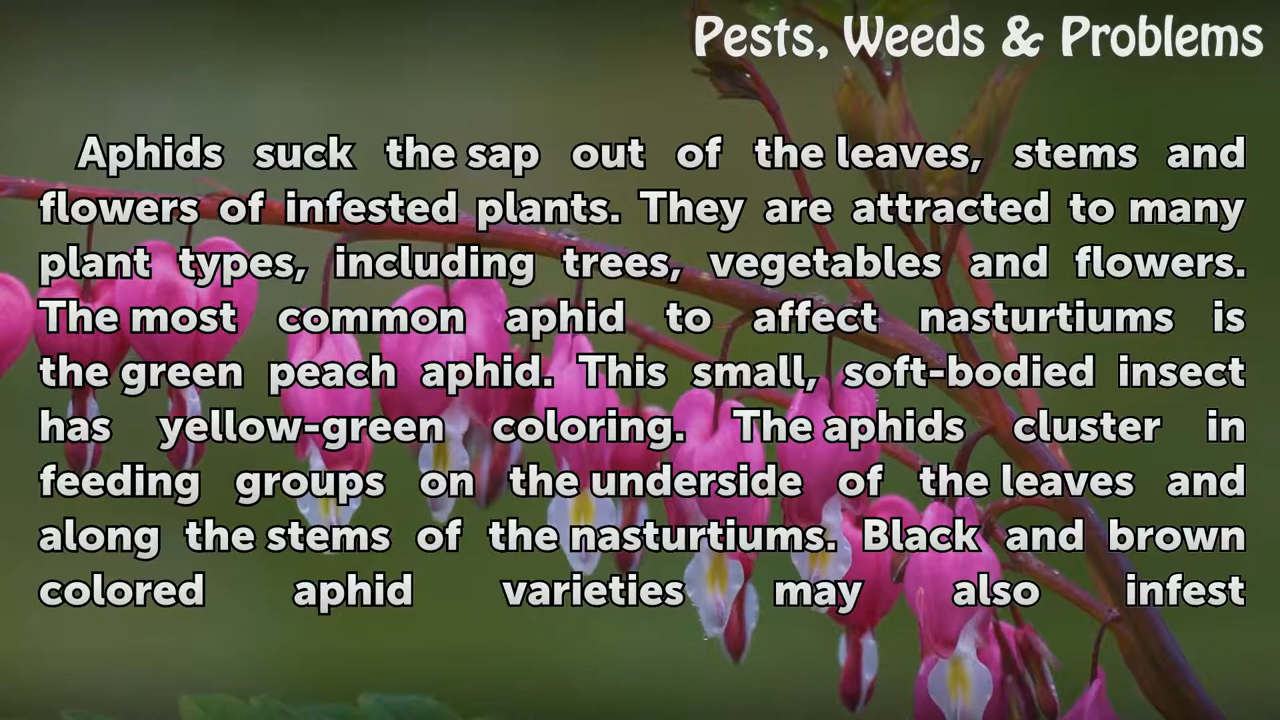 Pests, Weeds & Problems
Aphids suck the sap out of the leaves, stems and
flowers of infested plants. They are attracted to many
plant types, including trees, vegetables and flowers.
The most common aphid to affect nasturtiums is
the green peach aphid. This small, soft-bodied insect
has yellow-green coloring. The aphids cluster in
feeding groups on the underside of the leaves and
along the stems of the nasturtiums. Black and brown
colored aphid varieties may also infest